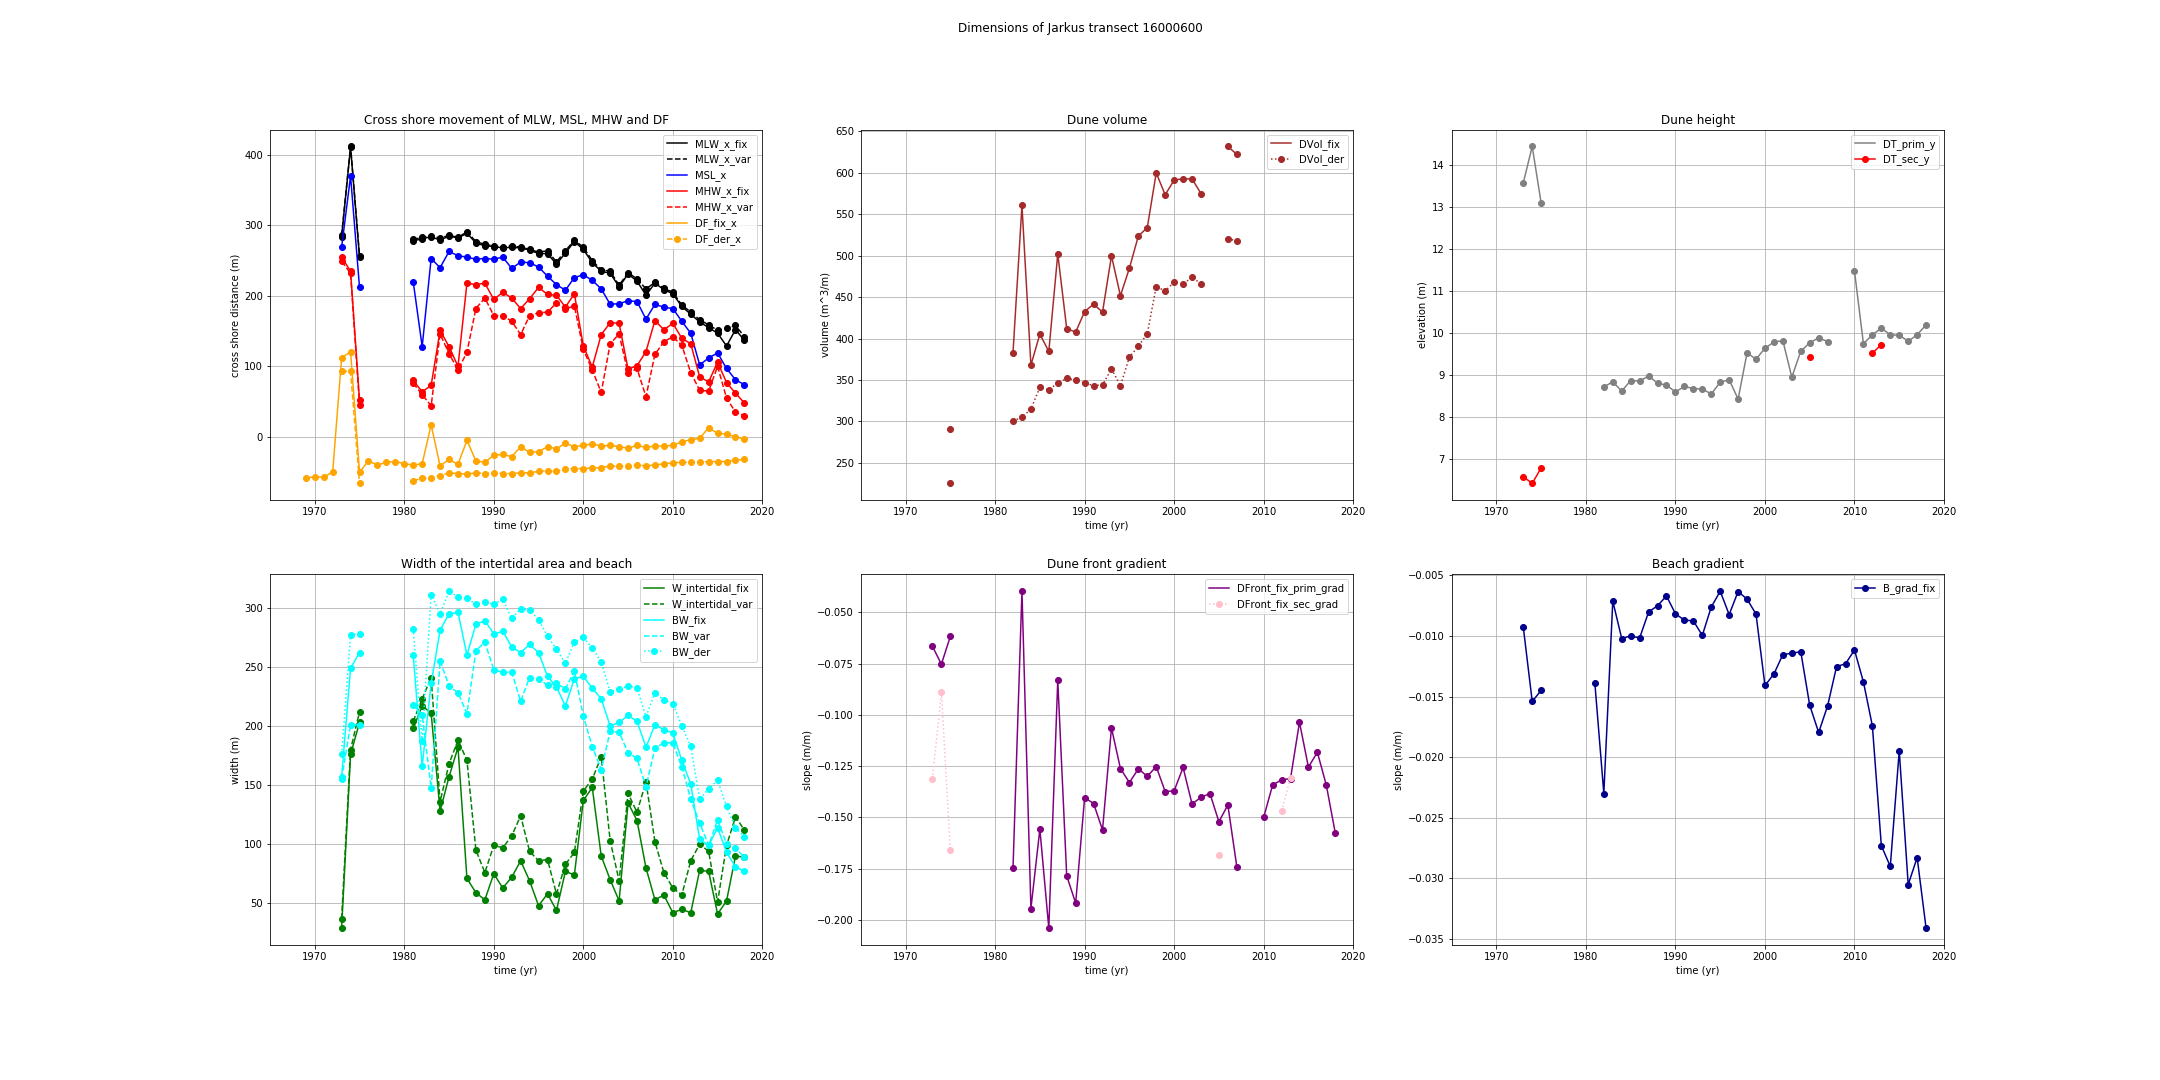 Dimensions of Jarkus transect 16000600
Cross shore movement of MLW, MSL, MHW and DF
cross shore distance (m)
400
300
200
100
0
1970 1980 1990 2000 2010 2020
time (yr)
MLW_x_fix
MLW_x_var
MSL_x
MHW_x_fix
MHW_x_var
DF_fix_x
DF_der_x
Dune volume
volume (m^3/m)
650
600
550
500
450
400
350
300
250
1970 1980 1990 2000 2010 2020
time (yr)
DVol_fix
DVol_der
Dune height
elevation (m)
14
13
12
11
10
9
8
7
1970 1980 1990 2000 2010 2020
time (yr)
DT_prim_y
DT_sec_y
Width of the intertidal area and beach
width (m)
300
250
200
150
100
50
1970 1980 1990 2000 2010 2020
time (yr)
W_intertidal_fix
W_intertidal_var
BW_fix
BW_var
BW_der
Dune front gradient
slope (m/m)
−0.050
−0.075
−0.100
−0.125
−0.150
−0.175
−0.200
1970 1980 1990 2000 2010 2020
time (yr)
DFront_fix_prim_grad
DFront_fix_sec_grad
Beach gradient
slope (m/m)
−0.005
−0.010
−0.015
−0.020
−0.025
−0.030
−0.035
1970 1980 1990 2000 2010 2020
time (yr)
B_grad_fix